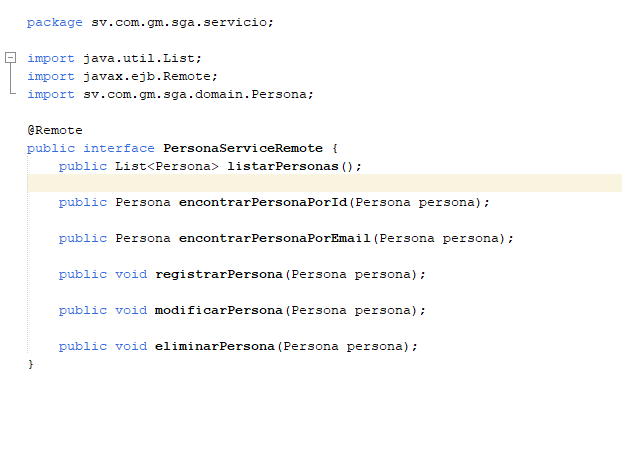 package sv.com.gm.sga.servicio;
import java.util.List;
import javax.ejb.Remote;
import sv.com.gm.sga.domain.Persona;
@Remote
public interface PersonaServiceRemote {
public List<Persona> listarPersonas();
public Persona encontrarPersonaPorId(Persona persona);
public Persona encontrarPersonaPorEmail(Persona persona);
public void registrarPersona(Persona persona);
public void modificarPersona(Persona persona);
public void eliminarPersona(Persona persona);
}